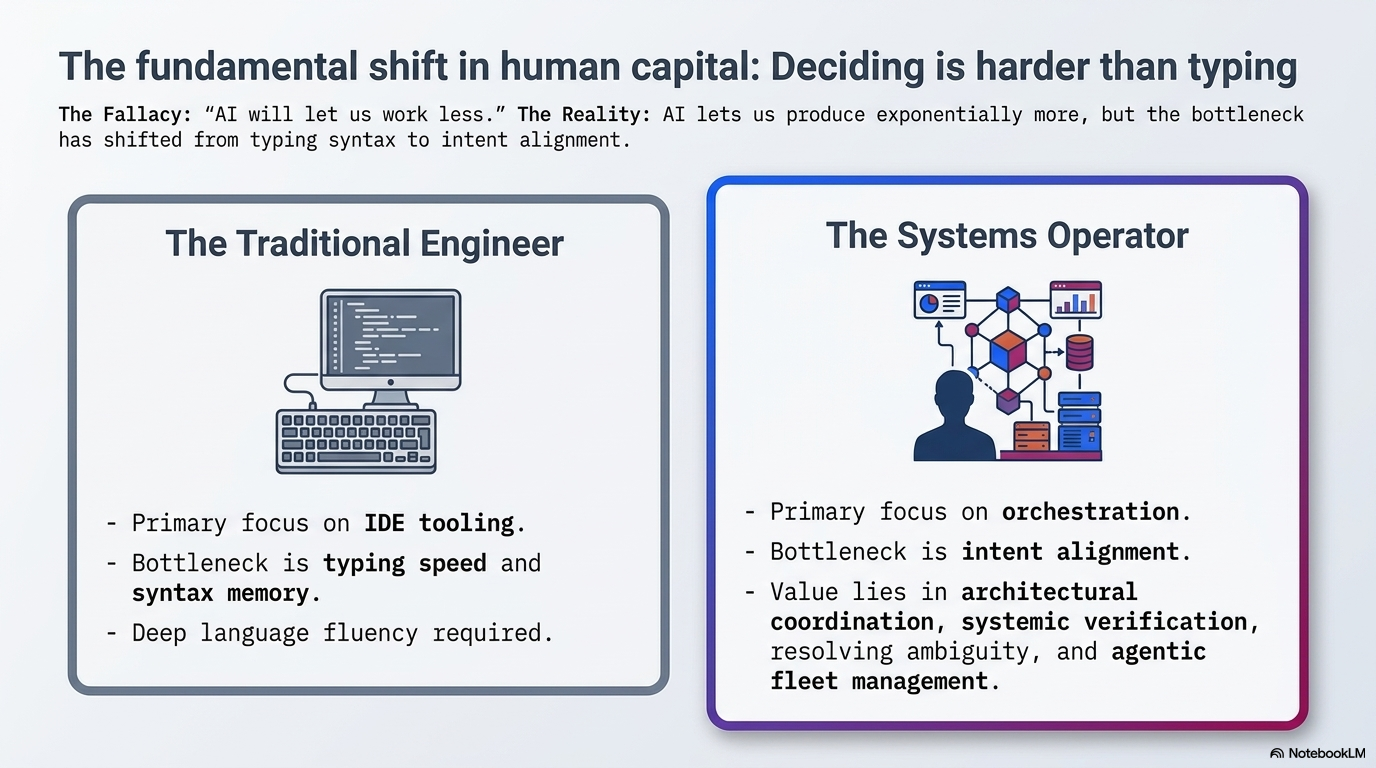 The fundamental shift in human capital: Deciding is harder than typing
The Fallacy: “AI will let us work less.” The Reality: AI lets us produce exponentially more, but the bottleneck
has shifted from typing syntax to intent alignment.
The Traditional Engineer
- Primary focus on IDE tooling.
- Bottleneck is typing speed and
syntax memory.
- Deep language fluency required.
The Systems Operator
- Primary focus on orchestration.
- Bottleneck is intent alignment.
- Value lies in architectural
coordination, systemic verification,
resolving ambiguity, and agentic
fleet management.
NotebookLM